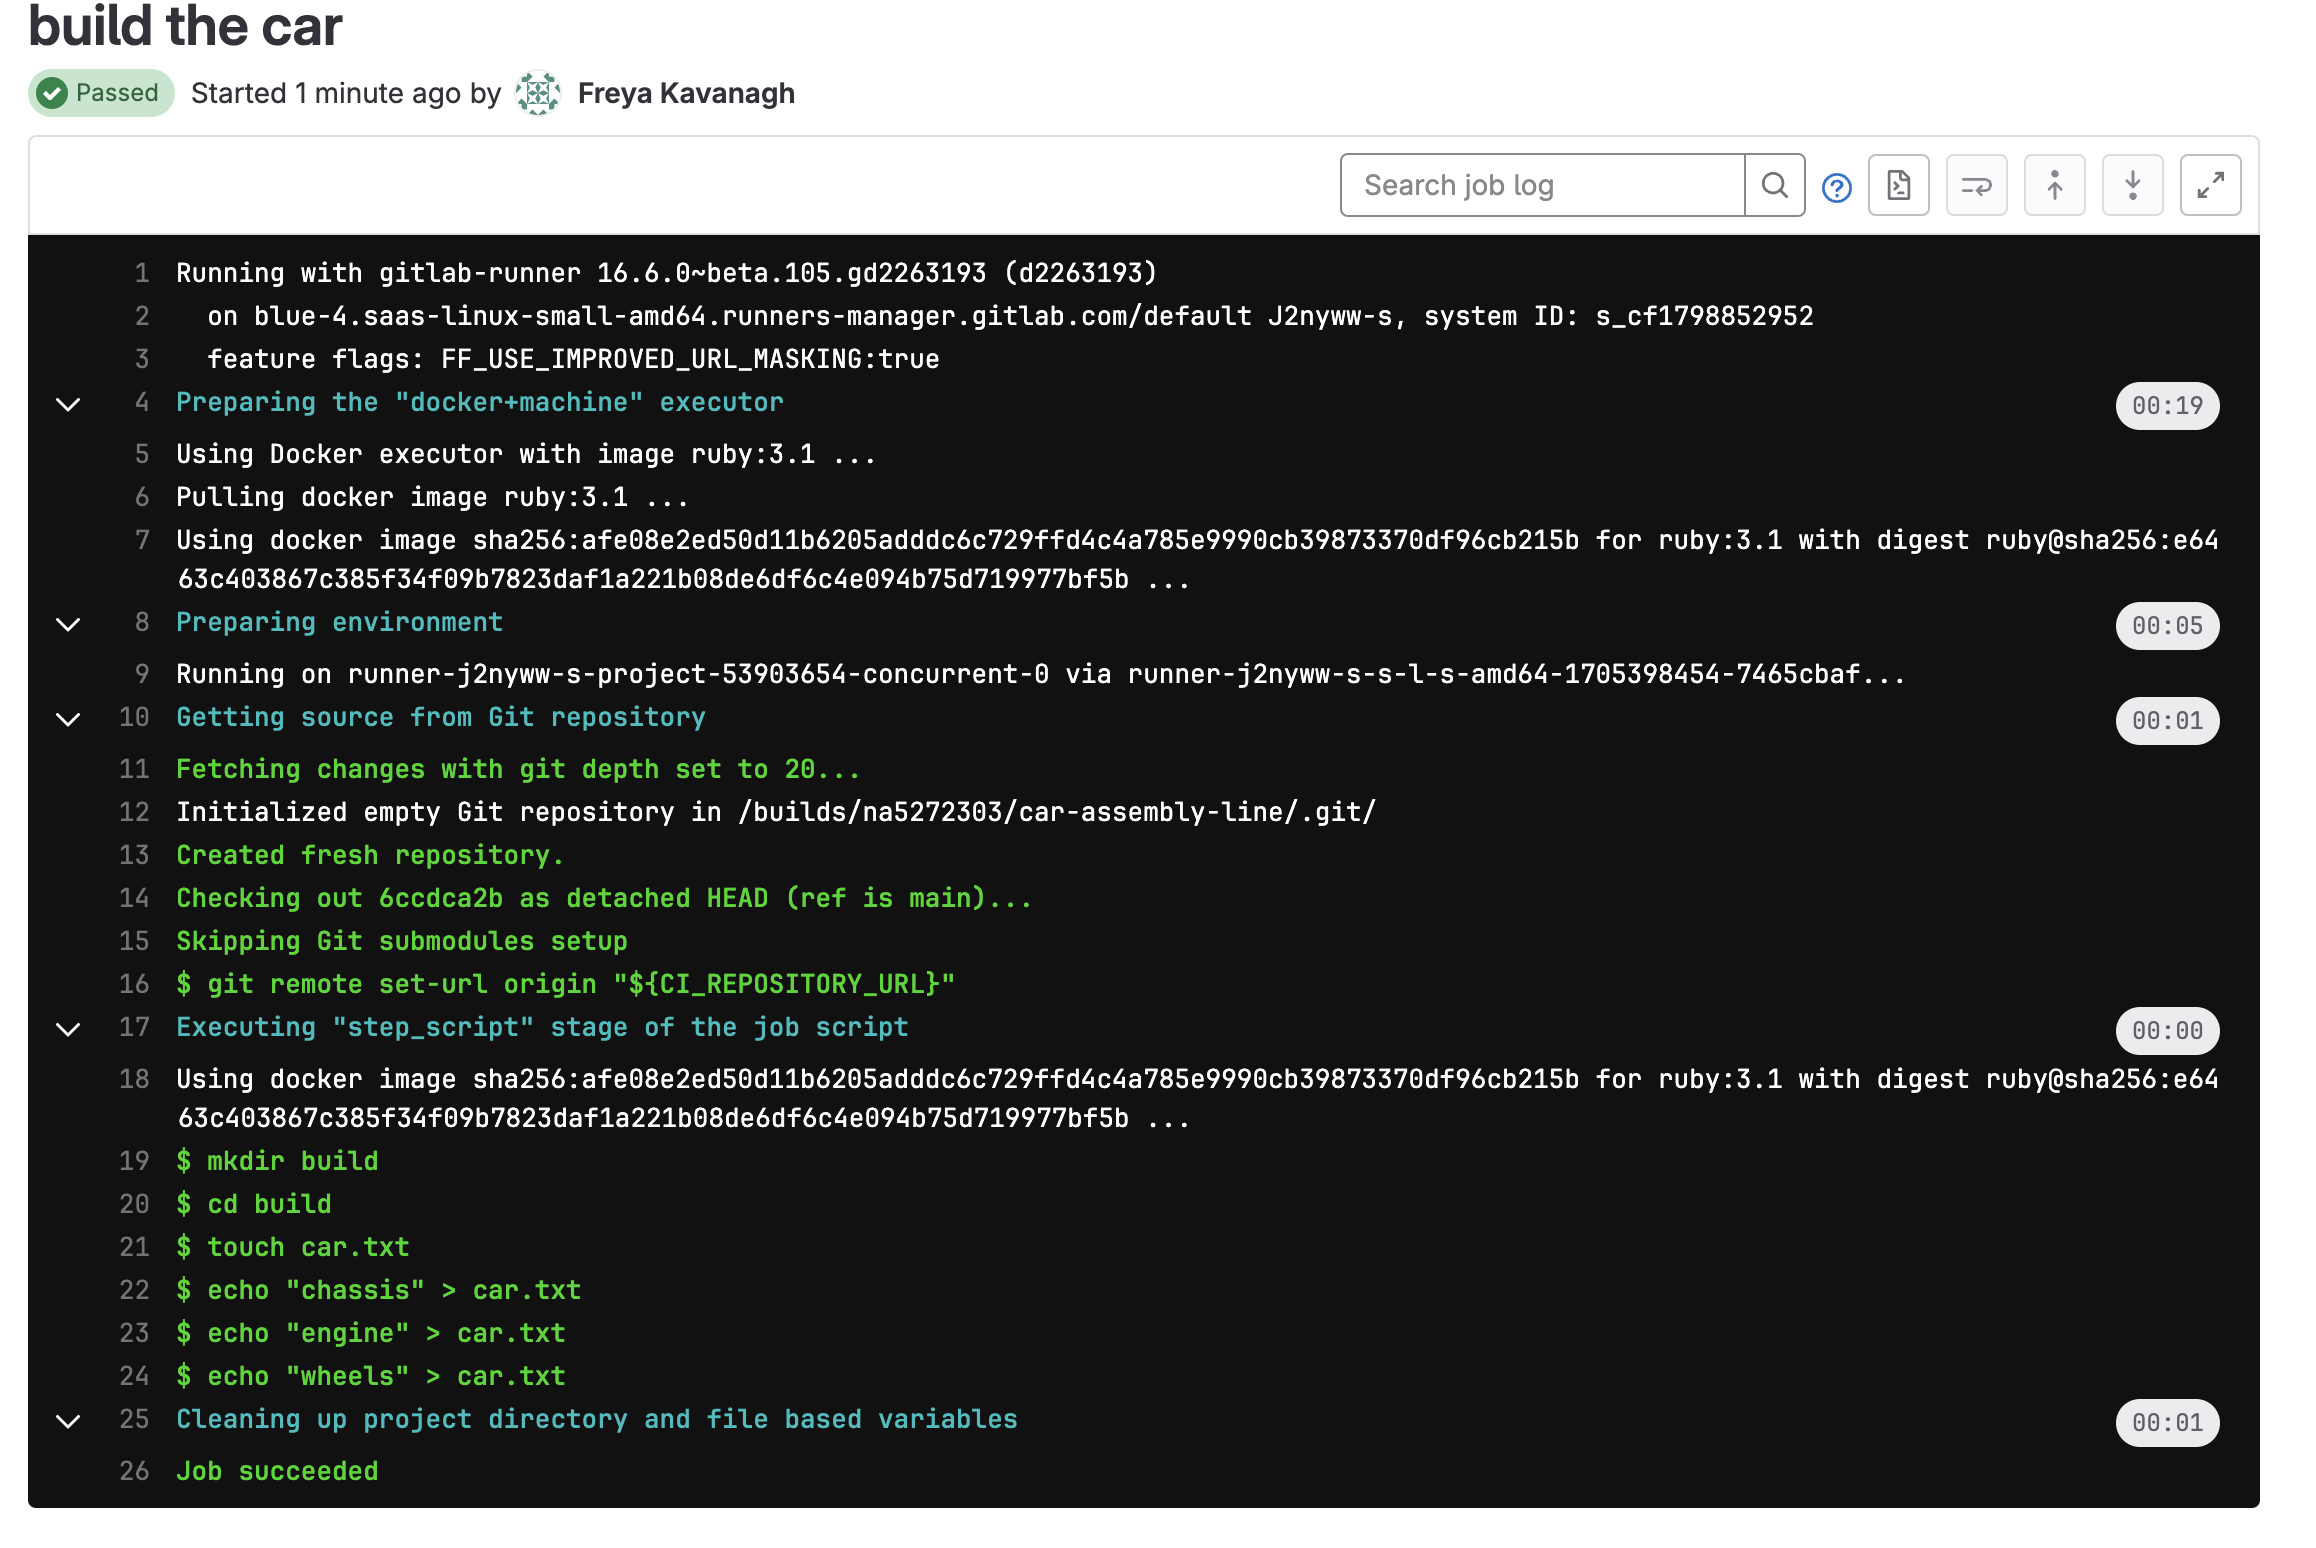 build the car
Passed Started 1 minute ago by Freya Kavanagh
Search job log
1 Running with gitlab-runner 16.6.0~beta.105.gd2263193 (d2263193)
2 on blue-4.saas-linux-small-amd64.runners-manager.gitlab.com/default J2nyww-s, system ID: s_cf1798852952
3 feature flags: FF_USE_IMPROVED_URL_MASKING:true
4 Preparing the "docker+machine" executor 00:19
5 Using Docker executor with image ruby:3.1 ...
6 Pulling docker image ruby:3.1 ...
7 Using docker image sha256:afe08e2ed50d11b6205adddc6c729ffd4c4a785e9990cb39873370df96cb215b for ruby:3.1 with digest ruby@sha256:e64
63c403867c385f34f09b7823daf1a221b08de6df6c4e094b75d719977bf5b ...
8 Preparing environment 00:05
9 Running on runner-j2nyww-s-project-53903654-concurrent-0 via runner-j2nyww-s-s-l-s-amd64-1705398454-7465cbaf...
10 Getting source from Git repository 00:01
11 Fetching changes with git depth set to 20...
12 Initialized empty Git repository in /builds/na5272303/car-assembly-line/.git/
13 Created fresh repository.
14 Checking out 6ccdca2b as detached HEAD (ref is main)...
15 Skipping Git submodules setup
16 $ git remote set-url origin "${CI_REPOSITORY_URL}"
17 Executing "step_script" stage of the job script 00:00
18 Using docker image sha256:afe08e2ed50d11b6205adddc6c729ffd4c4a785e9990cb39873370df96cb215b for ruby:3.1 with digest ruby@sha256:e64
63c403867c385f34f09b7823daf1a221b08de6df6c4e094b75d719977bf5b ...
19 $ mkdir build
20 $ cd build
21 $ touch car.txt
22 $ echo "chassis" > car.txt
23 $ echo "engine" > car.txt
24 $ echo "wheels" > car.txt
25 Cleaning up project directory and file based variables 00:01
26 Job succeeded